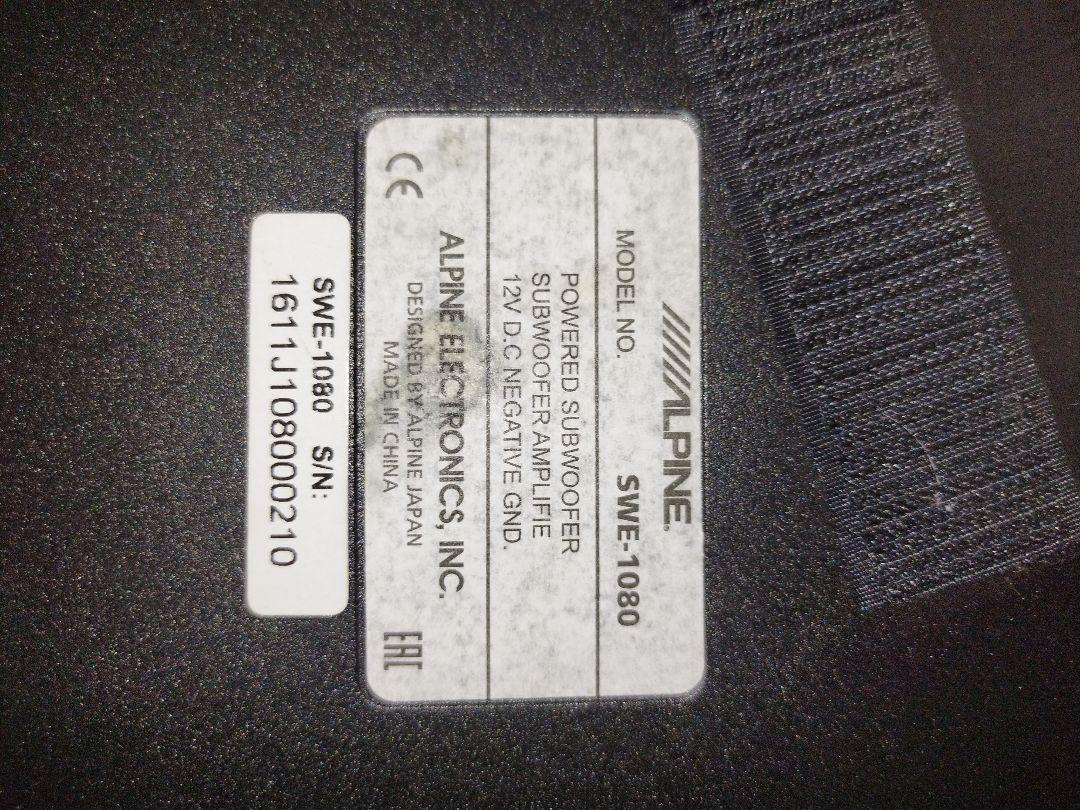 ALPINE®
MODEL NO. SWE-1080
POWERED SUBWOOFER
SUBWOOFER AMPLIFIE
12V D.C NEGATIVE GND.
ALPINE ELECTRONICS, INC.
DESIGNED BY ALPINE JAPAN
MADE IN CHINA
CE
EAC
SWE-1080 S/N:
1611J10800210